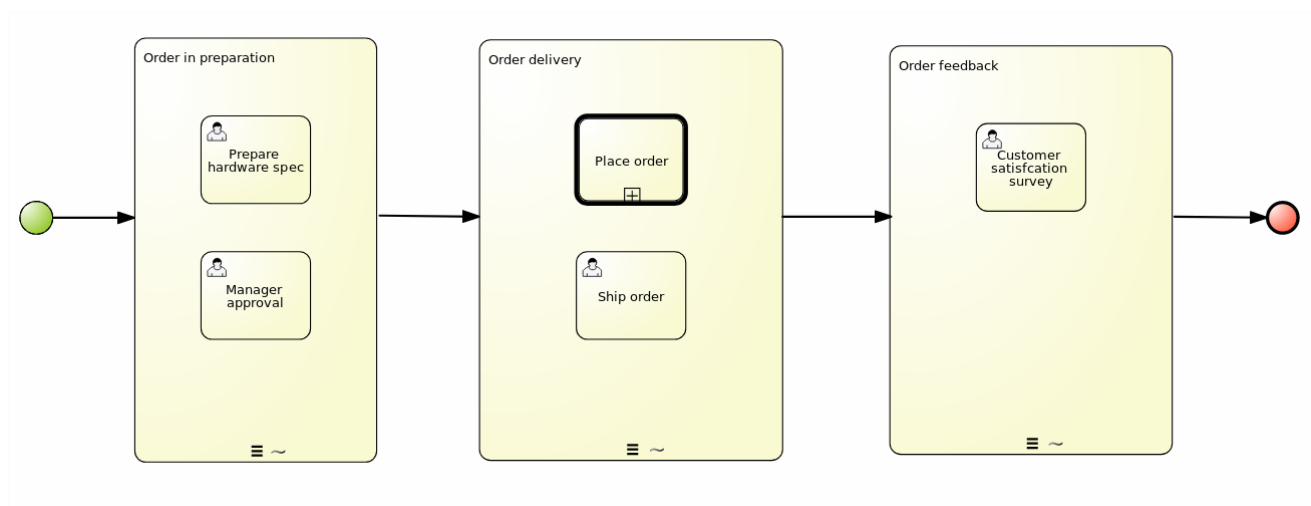 Order in preparation
Prepare
hardware spec
Manager
approval
Order delivery
Place order
Ship order
Order feedback
Customer
satisfcation
survey